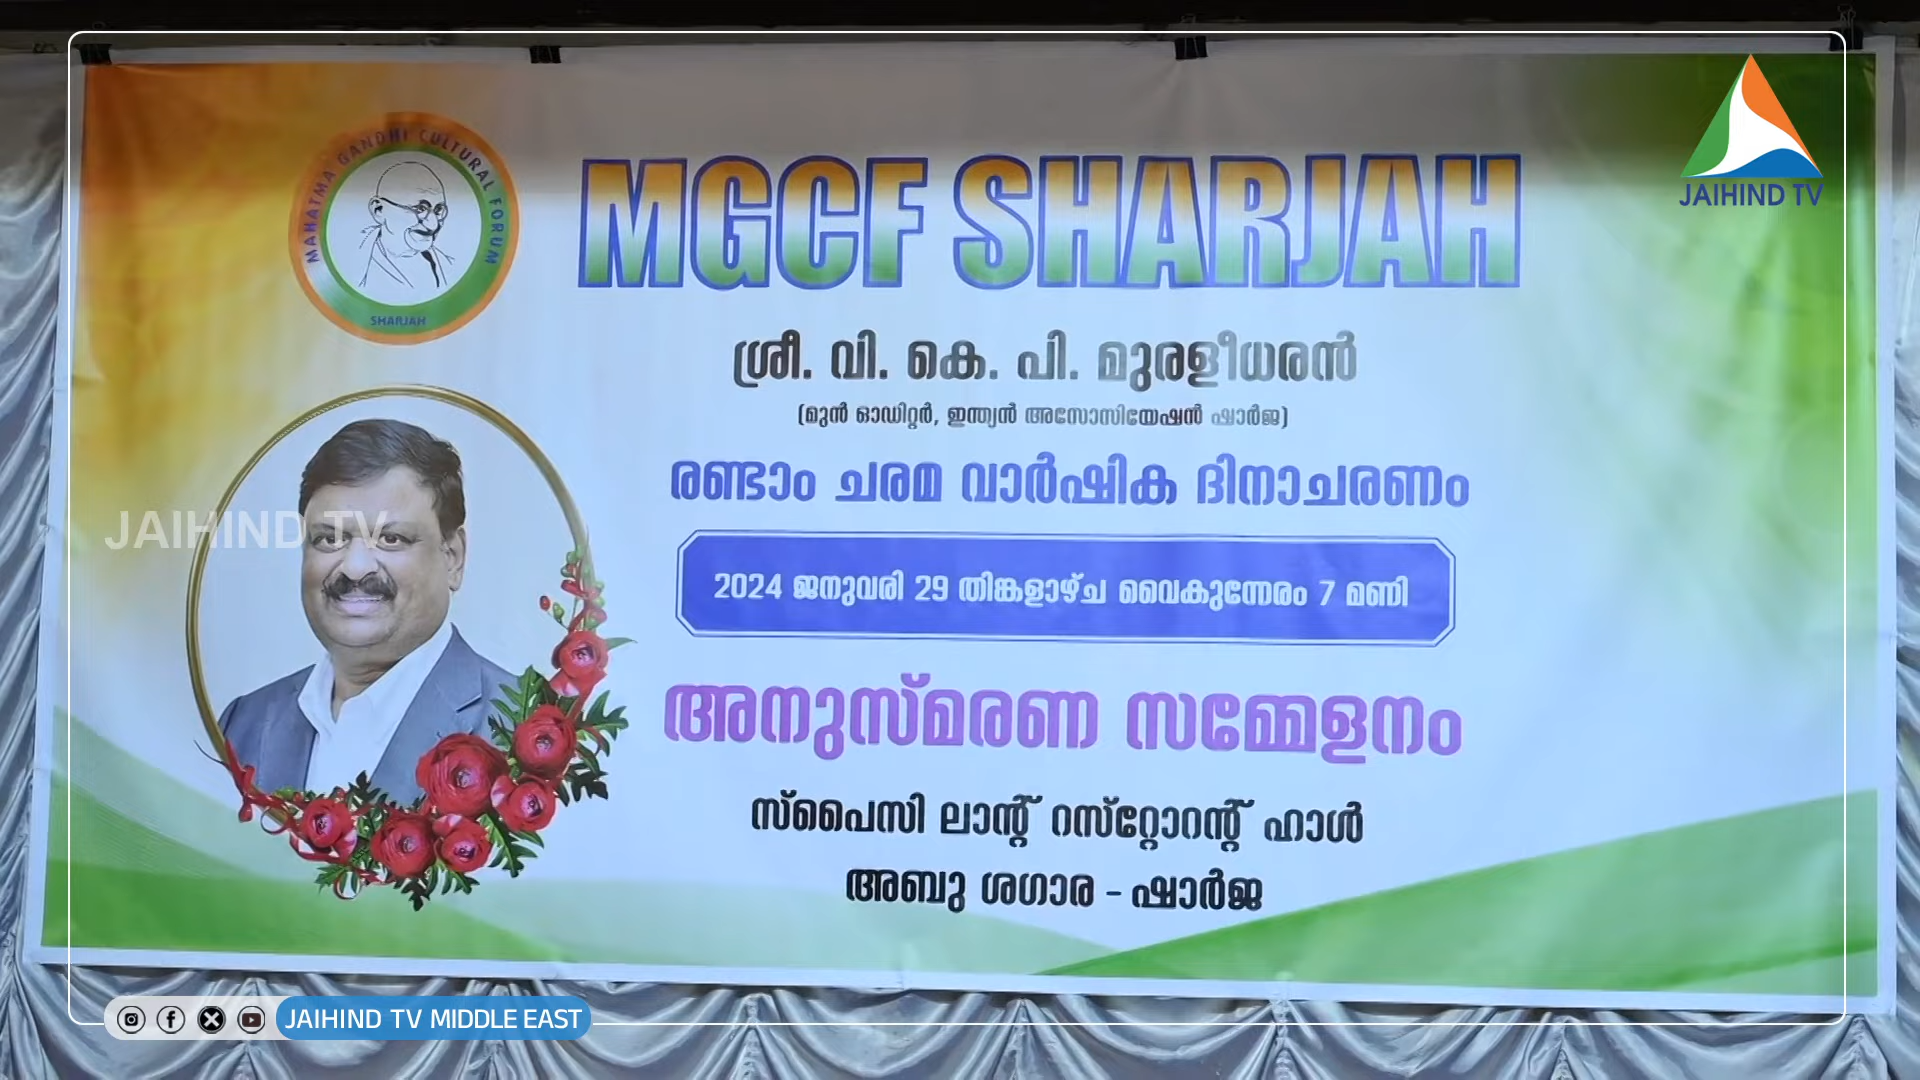 MAHATMA GANDHI CULTURAL FORUM
SHARJAH
MGCF SHARJAH
JAIHIND TV
ശ്രീ. വി. കെ. പി. മുരളീധരൻ
(മുൻ ഓഡിറ്റർ, ഇന്ത്യൻ അസോസിയേഷൻ ഷാർജ)
രണ്ടാം ചരമ വാർഷിക ദിനാചരണം
JAIHIND TV
2024 ജനുവരി 29 തിങ്കളാഴ്ച വൈകുന്നേരം 7 മണി
അനുസ്മരണ സമ്മേളനം
സ്പൈസി ലാന്റ് റസ്റ്റോറന്റ് ഹാൾ
അബു ശഗാര - ഷാർജ
JAIHIND TV MIDDLE EAST